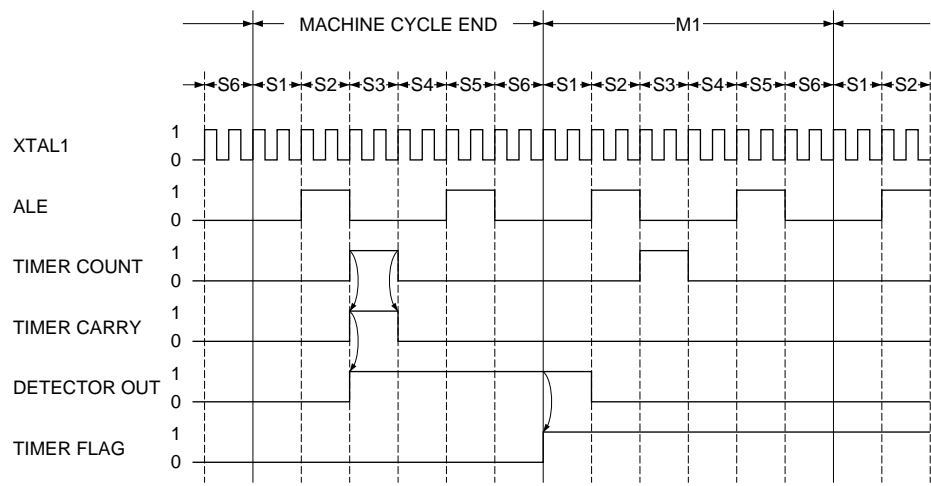 MACHINE CYCLE END M1
S6 S1 S2 S3 S4 S5 S6 S1 S2 S3 S4 S5 S6 S1 S2
XTAL1 1
0
ALE 1
0
TIMER COUNT 1
0
TIMER CARRY 1
0
DETECTOR OUT 1
0
TIMER FLAG 1
0